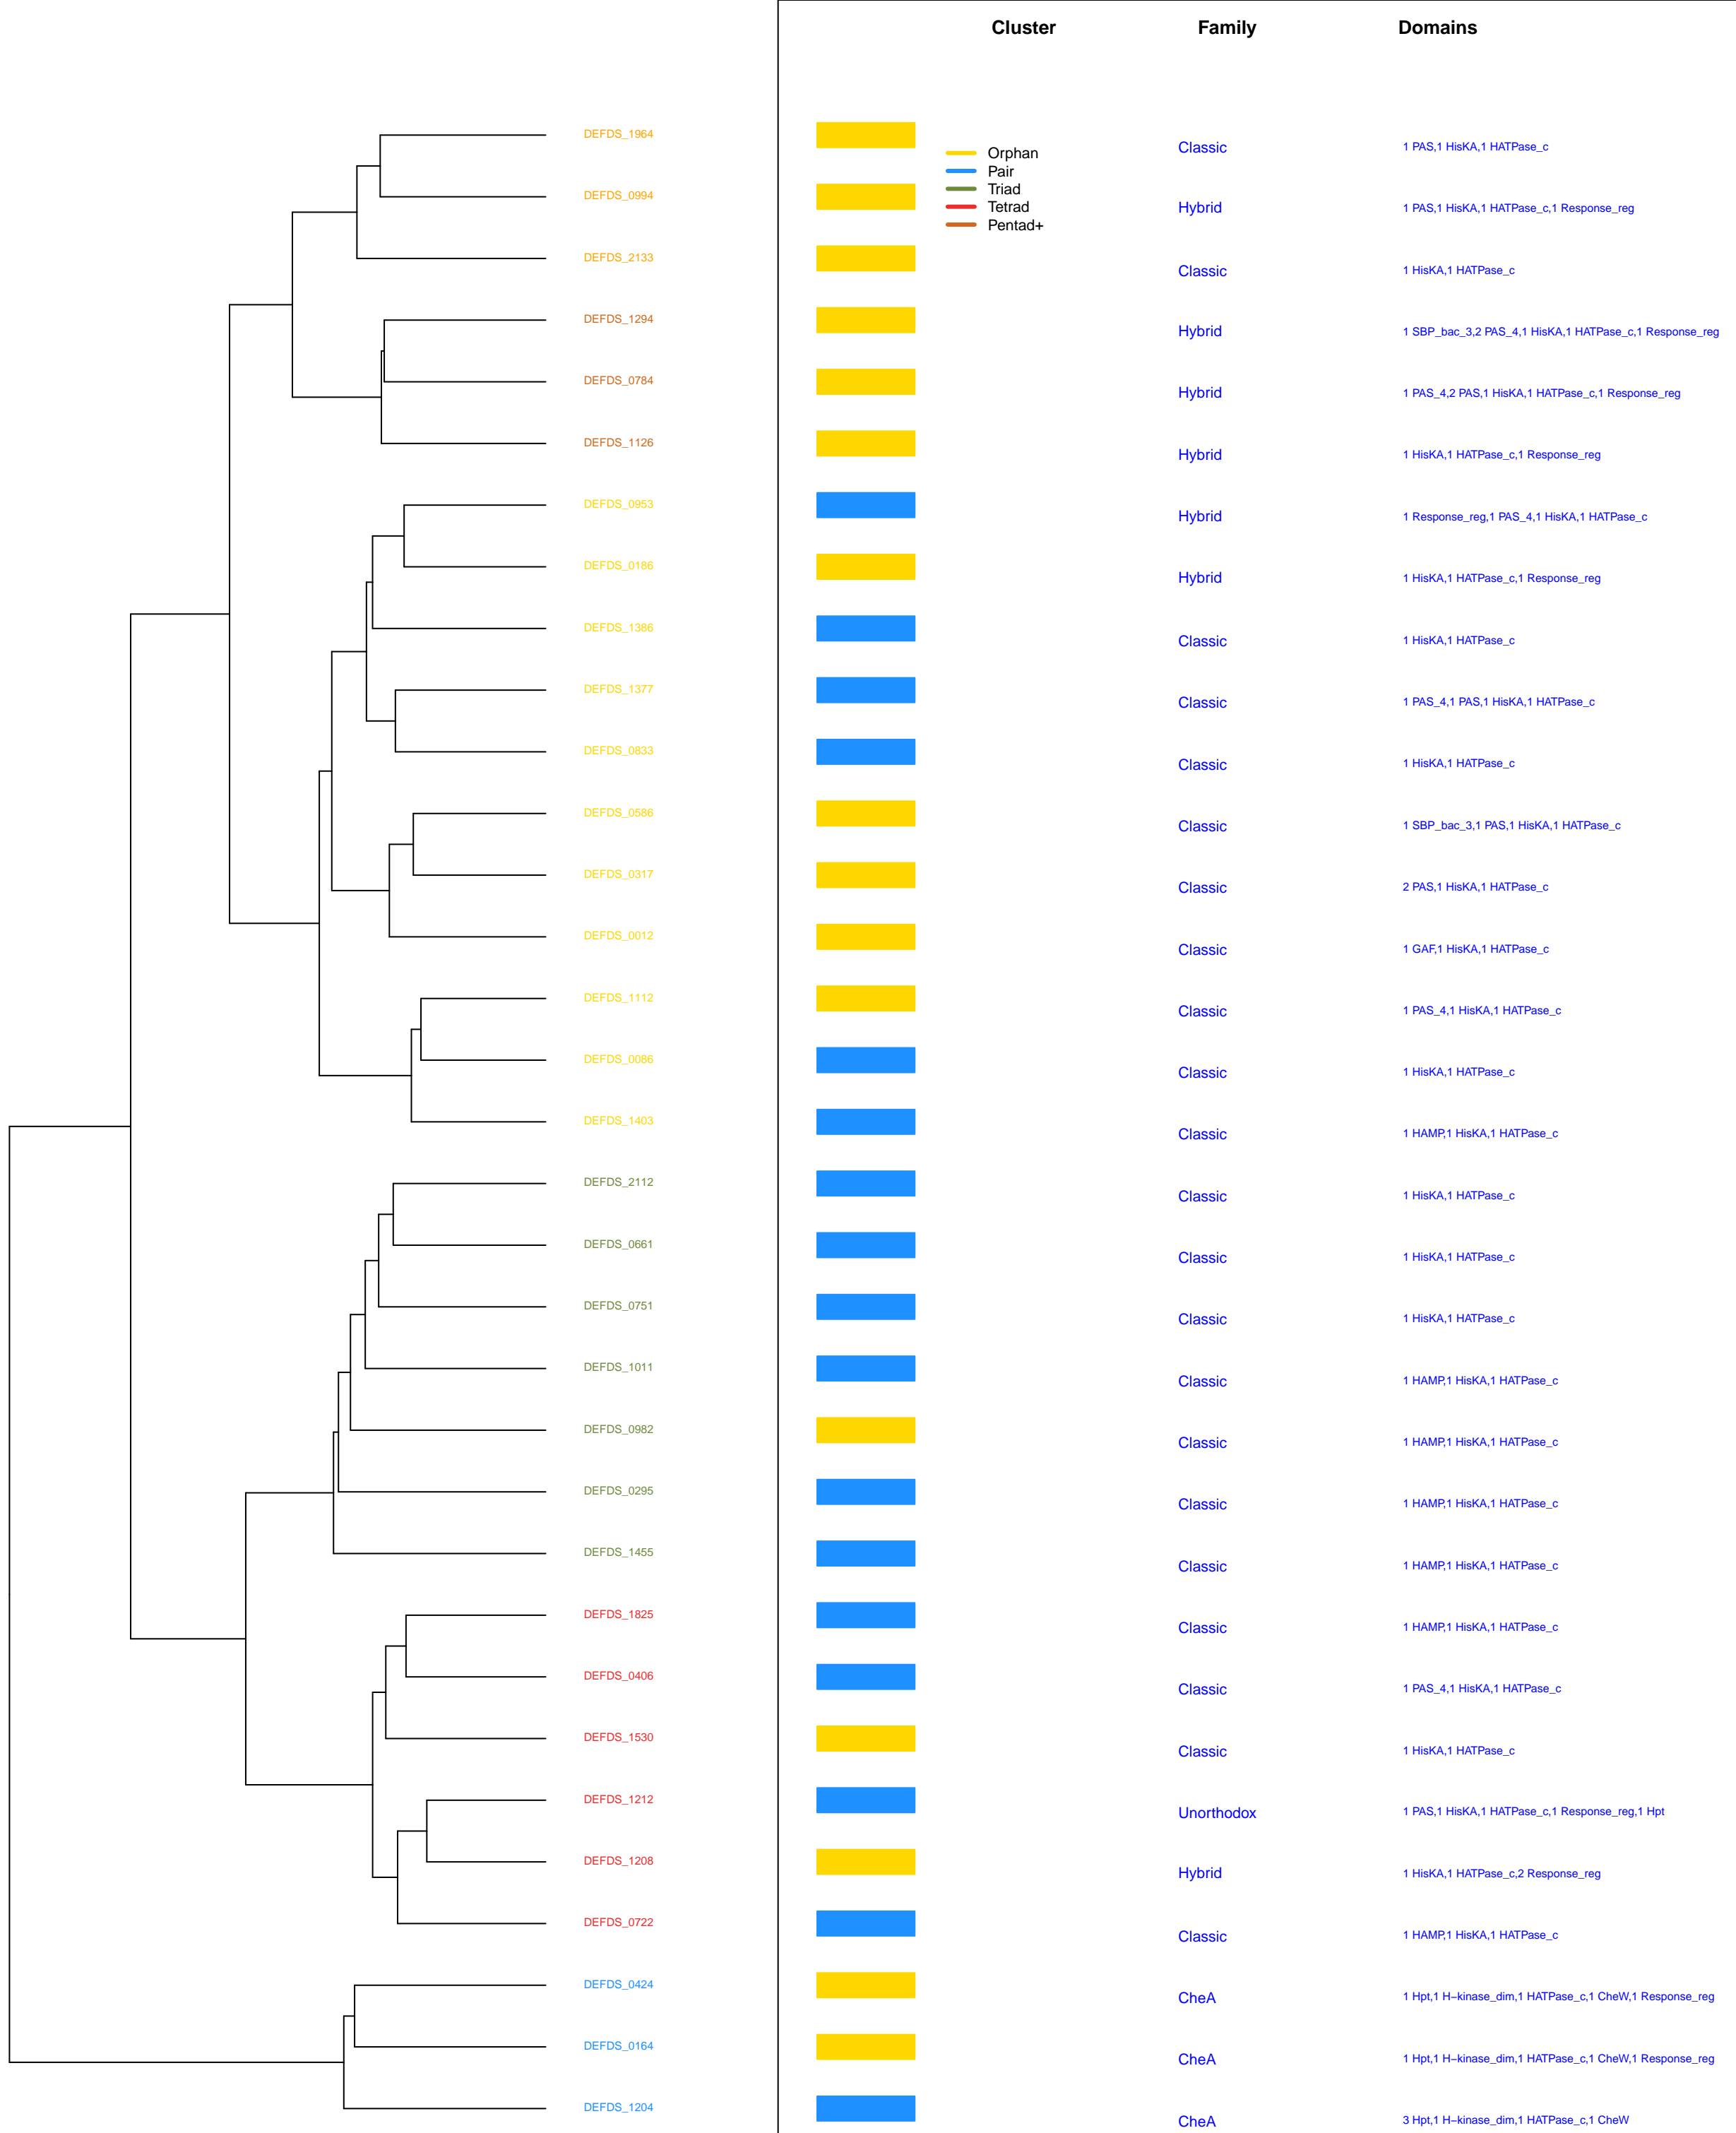 Cluster Family Domains
DEFDS_1964 Classic 1 PAS,1 HisKA,1 HATPase_c
Orphan
Pair
Triad
Tetrad
Pentad+
DEFDS_0994 Hybrid 1 PAS,1 HisKA,1 HATPase_c,1 Response_reg
DEFDS_2133 Classic 1 HisKA,1 HATPase_c
DEFDS_1294 Hybrid 1 SBP_bac_3,2 PAS_4,1 HisKA,1 HATPase_c,1 Response_reg
DEFDS_0784 Hybrid 1 PAS_4,2 PAS,1 HisKA,1 HATPase_c,1 Response_reg
DEFDS_1126 Hybrid 1 HisKA,1 HATPase_c,1 Response_reg
DEFDS_0953 Hybrid 1 Response_reg,1 PAS_4,1 HisKA,1 HATPase_c
DEFDS_0186 Hybrid 1 HisKA,1 HATPase_c,1 Response_reg
DEFDS_1386 Classic 1 HisKA,1 HATPase_c
DEFDS_1377 Classic 1 PAS_4,1 PAS,1 HisKA,1 HATPase_c
DEFDS_0833 Classic 1 HisKA,1 HATPase_c
DEFDS_0586 Classic 1 SBP_bac_3,1 PAS,1 HisKA,1 HATPase_c
DEFDS_0317 Classic 2 PAS,1 HisKA,1 HATPase_c
DEFDS_0012 Classic 1 GAF,1 HisKA,1 HATPase_c
DEFDS_1112 Classic 1 PAS_4,1 HisKA,1 HATPase_c
DEFDS_0086 Classic 1 HisKA,1 HATPase_c
DEFDS_1403 Classic 1 HAMP,1 HisKA,1 HATPase_c
DEFDS_2112 Classic 1 HisKA,1 HATPase_c
DEFDS_0661 Classic 1 HisKA,1 HATPase_c
DEFDS_0751 Classic 1 HisKA,1 HATPase_c
DEFDS_1011 Classic 1 HAMP,1 HisKA,1 HATPase_c
DEFDS_0982 Classic 1 HAMP,1 HisKA,1 HATPase_c
DEFDS_0295 Classic 1 HAMP,1 HisKA,1 HATPase_c
DEFDS_1455 Classic 1 HAMP,1 HisKA,1 HATPase_c
DEFDS_1825 Classic 1 HAMP,1 HisKA,1 HATPase_c
DEFDS_0406 Classic 1 PAS_4,1 HisKA,1 HATPase_c
DEFDS_1530 Classic 1 HisKA,1 HATPase_c
DEFDS_1212 Unorthodox 1 PAS,1 HisKA,1 HATPase_c,1 Response_reg,1 Hpt
DEFDS_1208 Hybrid 1 HisKA,1 HATPase_c,2 Response_reg
DEFDS_0722 Classic 1 HAMP,1 HisKA,1 HATPase_c
DEFDS_0424 CheA 1 Hpt,1 H−kinase_dim,1 HATPase_c,1 CheW,1 Response_reg
DEFDS_0164 CheA 1 Hpt,1 H−kinase_dim,1 HATPase_c,1 CheW,1 Response_reg
DEFDS_1204 CheA 3 Hpt,1 H−kinase_dim,1 HATPase_c,1 CheW